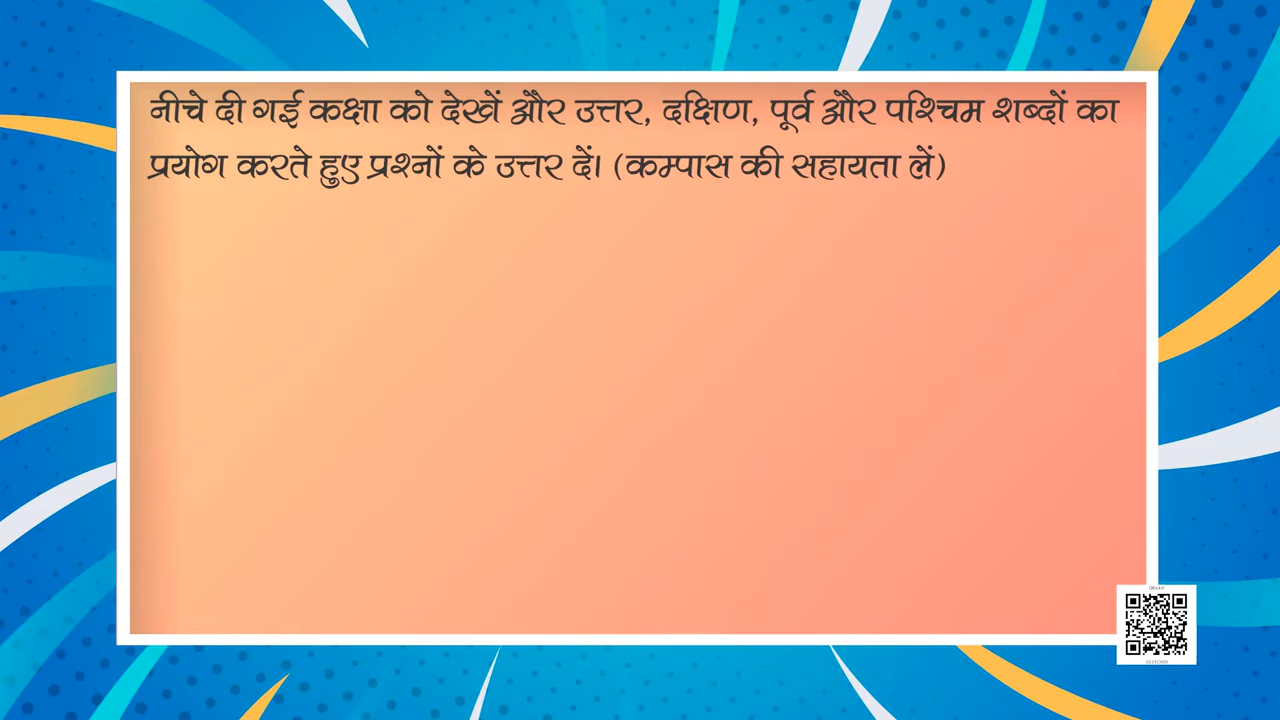 नीचे दी गई कक्षा को देखें और उत्तर, दक्षिण, पूर्व और पश्चिम शब्दों का
प्रयोग करते हुए प्रश्नों के उत्तर दें। (कम्पास की सहायता लें)